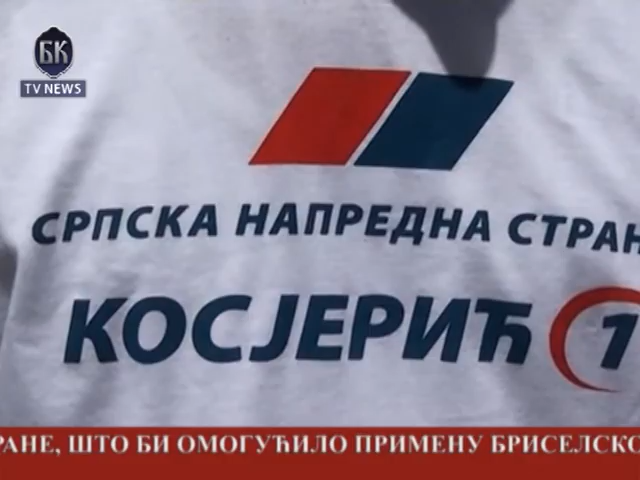 БК
TV NEWS
СРПСКА НАПРЕДНА СТРАН
КОСЈЕРИЋ 1
РАНЕ, ШТО БИ ОМОГУЋИЛО ПРИМЕНУ БРИСЕЛСКО